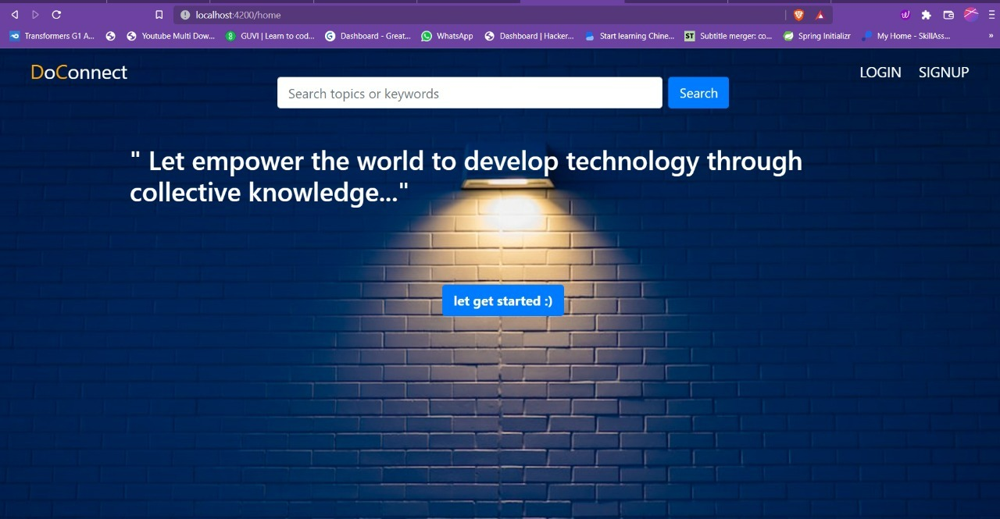 localhost:4200/home
Transformers G1 A... Youtube Multi Dow... GUVI | Learn to cod... Dashboard - Great... WhatsApp Dashboard | Hacker... Start learning Chine... ST Subtitle merger: co... Spring Initializr My Home - SkillAss... »
DoConnect LOGIN SIGNUP
Search topics or keywords Search
" Let empower the world to develop technology through
collective knowledge..."
let get started :)